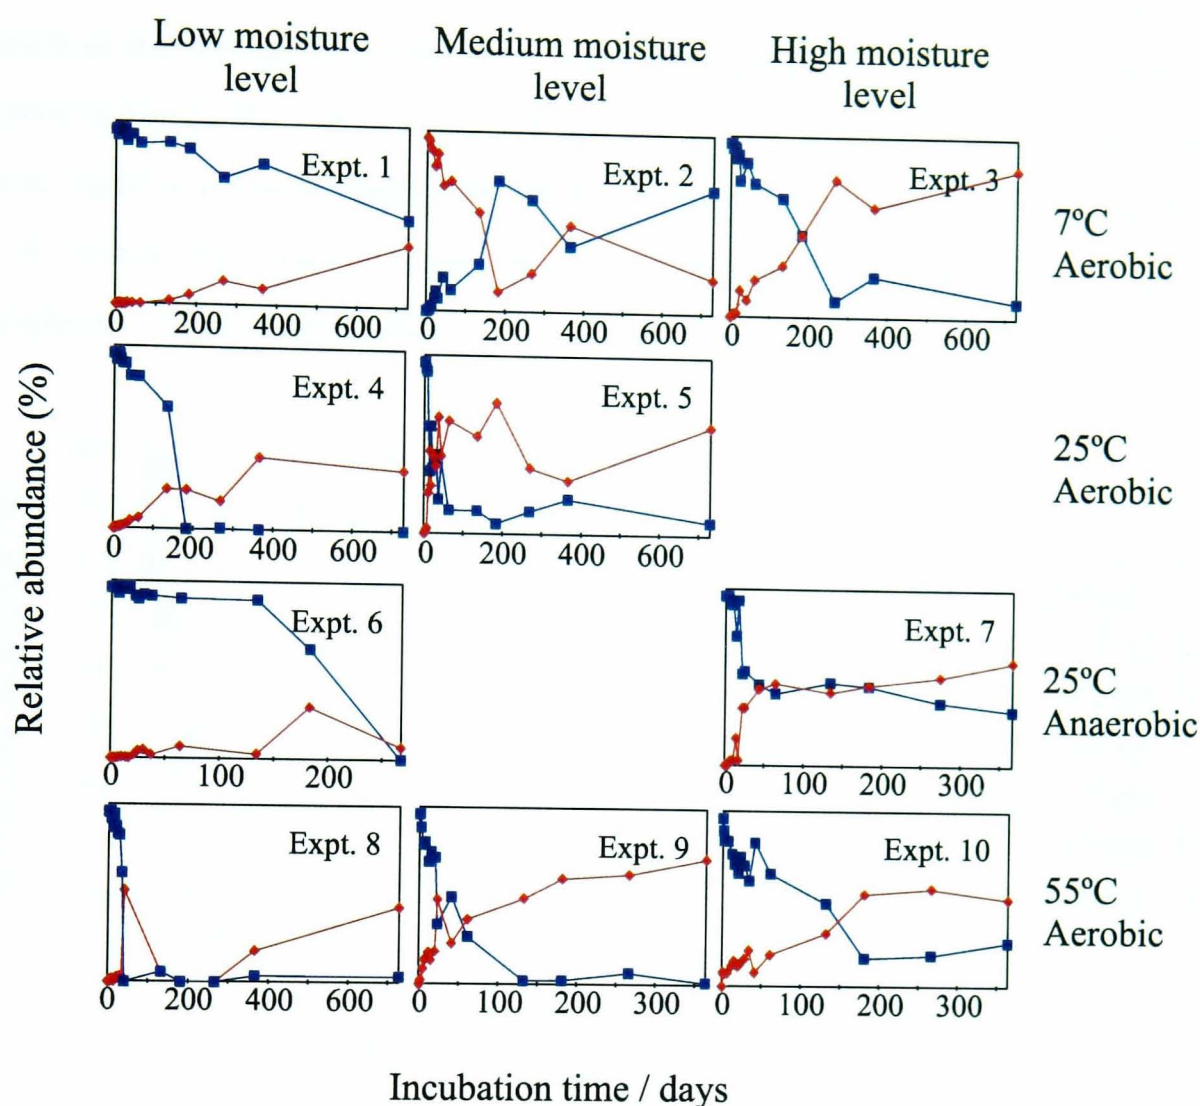 Low moisture
level
Medium moisture
level
High moisture
level
Expt. 1
0 200 400 600
Expt. 2
0 200 400 600
Expt. 3
0 200 400 600
7ºC
Aerobic
Expt. 4
0 200 400 600
Expt. 5
0 200 400 600
25ºC
Aerobic
Relative abundance (%)
Expt. 6
0 100 200
Expt. 7
0 100 200 300
25ºC
Anaerobic
Expt. 8
0 200 400 600
Expt. 9
0 100 200 300
Expt. 10
0 100 200 300
55ºC
Aerobic
Incubation time / days